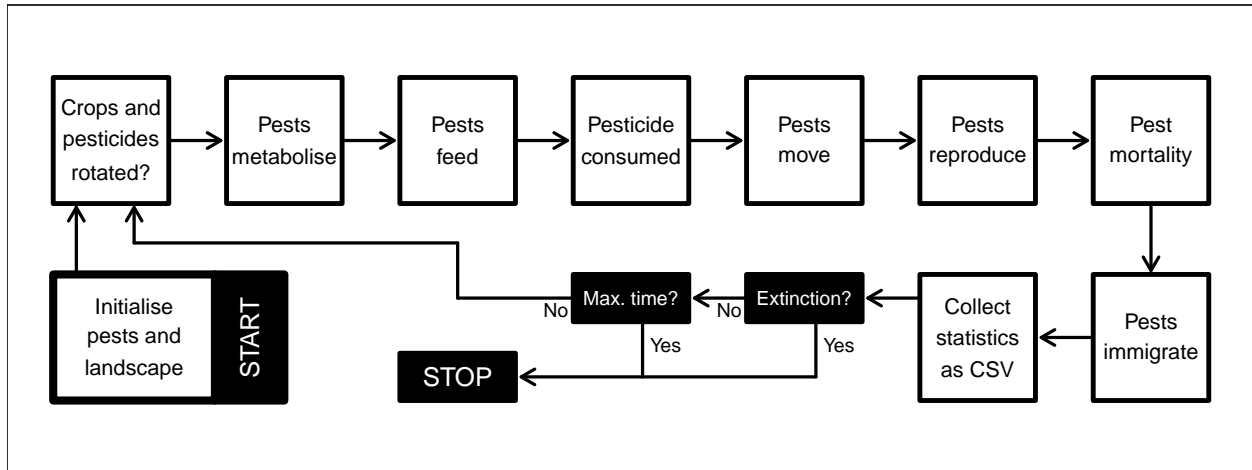 Crops and
pesticides
rotated?
Pests
metabolise
Pests
feed
Pesticide
consumed
Pests
move
Pests
reproduce
Pest
mortality
Initialise
pests and
landscape
START
No
Max. time?
Yes
No
Extinction?
Yes
STOP
Collect
statistics
as CSV
Pests
immigrate